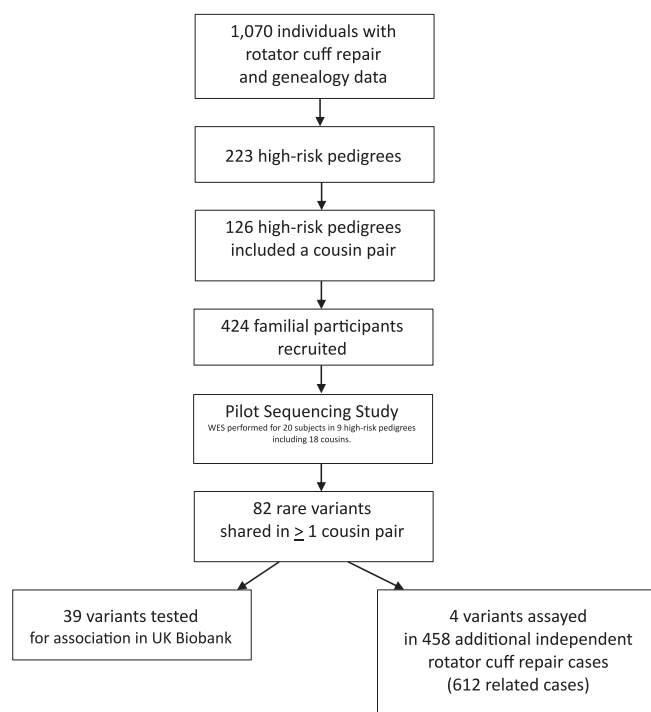 1,070 individuals with
rotator cuff repair
and genealogy data
223 high-risk pedigrees
126 high-risk pedigrees
included a cousin pair
424 familial participants
recruited
Pilot Sequencing Study
WES performed for 20 subjects in 9 high-risk pedigrees
including 18 cousins.
82 rare variants
shared in ≥ 1 cousin pair
39 variants tested
for association in UK Biobank
4 variants assayed
in 458 additional independent
rotator cuff repair cases
(612 related cases)